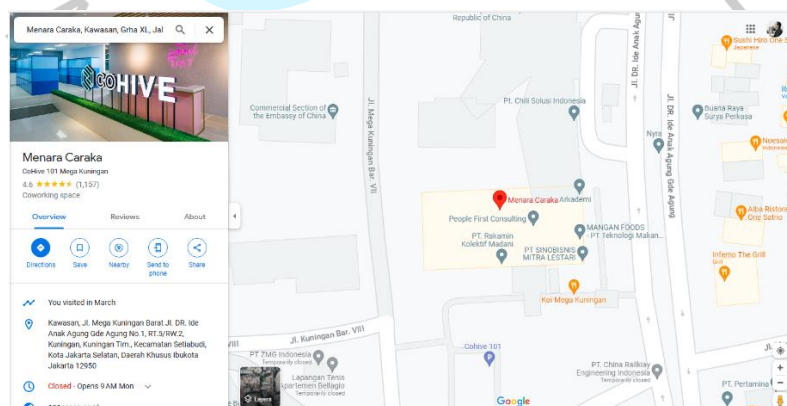 Menara Caraka, Kawasan, Grha XL, Jal
COHIVE
Menara Caraka
CoHive 101 Mega Kuningan
4.6 ★★★★★ (1,157)
Coworking space
Overview Reviews About
Directions Save Nearby Send to phone Share
You visited in March
Kawasan, Jl. Mega Kuningan Barat Jl. DR. Ide
Anak Agung Gde Agung No.1, RT.5/RW.2,
Kuningan, Kuningan Tim., Kecamatan Setiabudi,
Kota Jakarta Selatan, Daerah Khusus Ibukota
Jakarta 12950
Closed · Opens 9AM Mon
Republic of China
Commercial Section of
the Embassy of China
Jl. Mega Kuningan Bar. VII
Pt. Chili Solusi Indonesia
Jl. DR. Ide Anak Agun
Jl. DR. Ide Anak Agung Gde Agung
Sushi Hiro One S
Japanese
Buana Raya
Surya Perkasa
Nyra
Menara Caraka
Arkademi
People First Consulting
PT. Rakamin
Kolektif Madani
MANGAN FOODS
- PT Teknologi Makan...
PT SINOBISNIS
MITRA LESTARI
Alba Ristora
One Satrio
Inferno The Grill
Grill
Koi Mega Kuningan
VIII
Jl. Kuningan Bar. VIII
Cohive 101
PT ZMG Indonesia
Temporarily closed
Lapangan Tenis
Apartemen Bellagio
Temporarily closed
Layers
PT. China Railway
Engineering Indonesia
Temporarily closed
Google
PT. Pertamina